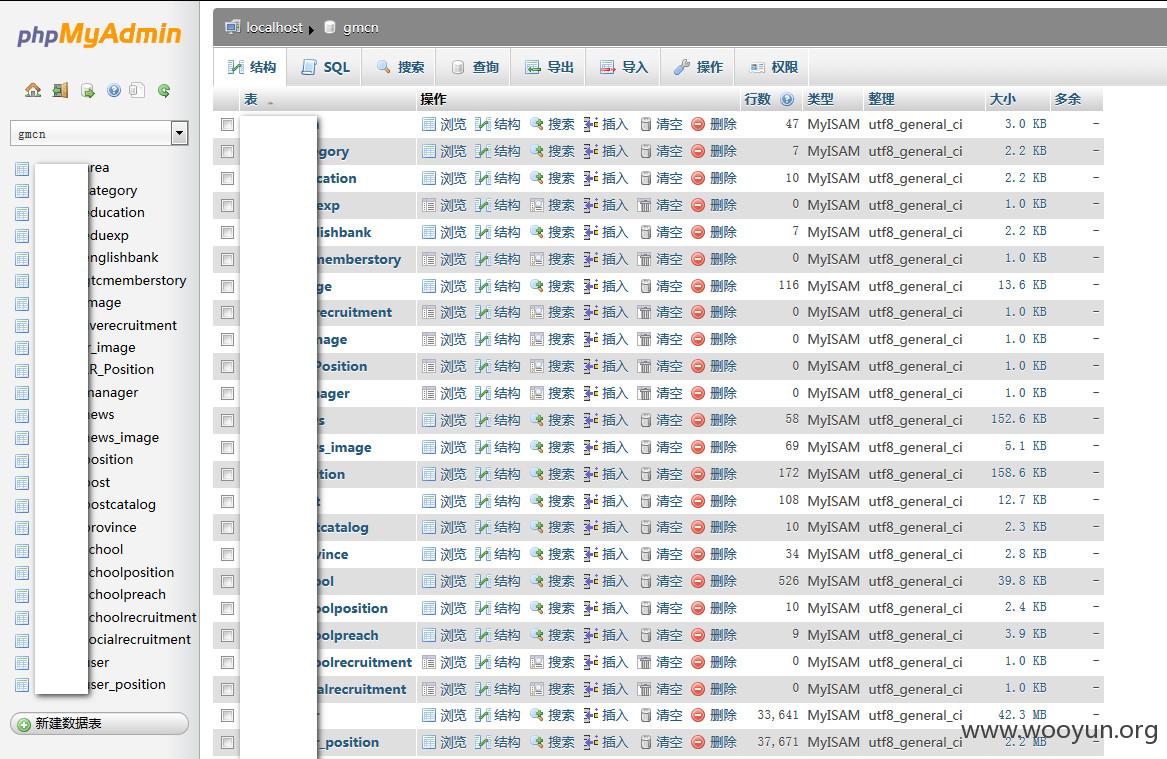 phpMyAdmin
localhost ▸ gmcn
结构 SQL 搜索 查询 导出 导入 操作 权限
gmcn
rea
ategory
education
eduexp
englishbank
gtcmemberstory
mage
verecruitment
r_image
R_Position
manager
news
news_image
position
post
postcatalog
province
chool
choolposition
choolpreach
choolrecruitment
ocialrecruitment
user
user_position
新建数据表
表 操作 行数 类型 整理 大小 多余
浏览 结构 搜索 插入 清空 删除 47 MyISAM utf8_general_ci 3.0 KB -
gory 浏览 结构 搜索 插入 清空 删除 7 MyISAM utf8_general_ci 2.2 KB -
cation 浏览 结构 搜索 插入 清空 删除 10 MyISAM utf8_general_ci 2.2 KB -
exp 浏览 结构 搜索 插入 清空 删除 0 MyISAM utf8_general_ci 1.0 KB -
lishbank 浏览 结构 搜索 插入 清空 删除 7 MyISAM utf8_general_ci 2.2 KB -
memberstory 浏览 结构 搜索 插入 清空 删除 0 MyISAM utf8_general_ci 1.0 KB -
ge 浏览 结构 搜索 插入 清空 删除 116 MyISAM utf8_general_ci 13.6 KB -
recruitment 浏览 结构 搜索 插入 清空 删除 0 MyISAM utf8_general_ci 1.0 KB -
nage 浏览 结构 搜索 插入 清空 删除 0 MyISAM utf8_general_ci 1.0 KB -
Position 浏览 结构 搜索 插入 清空 删除 0 MyISAM utf8_general_ci 1.0 KB -
ager 浏览 结构 搜索 插入 清空 删除 0 MyISAM utf8_general_ci 1.0 KB -
s 浏览 结构 搜索 插入 清空 删除 58 MyISAM utf8_general_ci 152.6 KB -
s_image 浏览 结构 搜索 插入 清空 删除 69 MyISAM utf8_general_ci 5.1 KB -
ition 浏览 结构 搜索 插入 清空 删除 172 MyISAM utf8_general_ci 158.6 KB -
t 浏览 结构 搜索 插入 清空 删除 108 MyISAM utf8_general_ci 12.7 KB -
tcatalog 浏览 结构 搜索 插入 清空 删除 10 MyISAM utf8_general_ci 2.3 KB -
vince 浏览 结构 搜索 插入 清空 删除 34 MyISAM utf8_general_ci 2.8 KB -
ool 浏览 结构 搜索 插入 清空 删除 526 MyISAM utf8_general_ci 39.8 KB -
oolposition 浏览 结构 搜索 插入 清空 删除 10 MyISAM utf8_general_ci 2.4 KB -
oolpreach 浏览 结构 搜索 插入 清空 删除 9 MyISAM utf8_general_ci 3.9 KB -
oolrecruitment 浏览 结构 搜索 插入 清空 删除 0 MyISAM utf8_general_ci 1.0 KB -
alrecruitment 浏览 结构 搜索 插入 清空 删除 0 MyISAM utf8_general_ci 1.0 KB -
r 浏览 结构 搜索 插入 清空 删除 33,641 MyISAM utf8_general_ci 42.3 MB -
r_position 浏览 结构 搜索 插入 清空 删除 37,671 MyISAM utf8_general_ci 2.2 MB -
www.wooyun.org